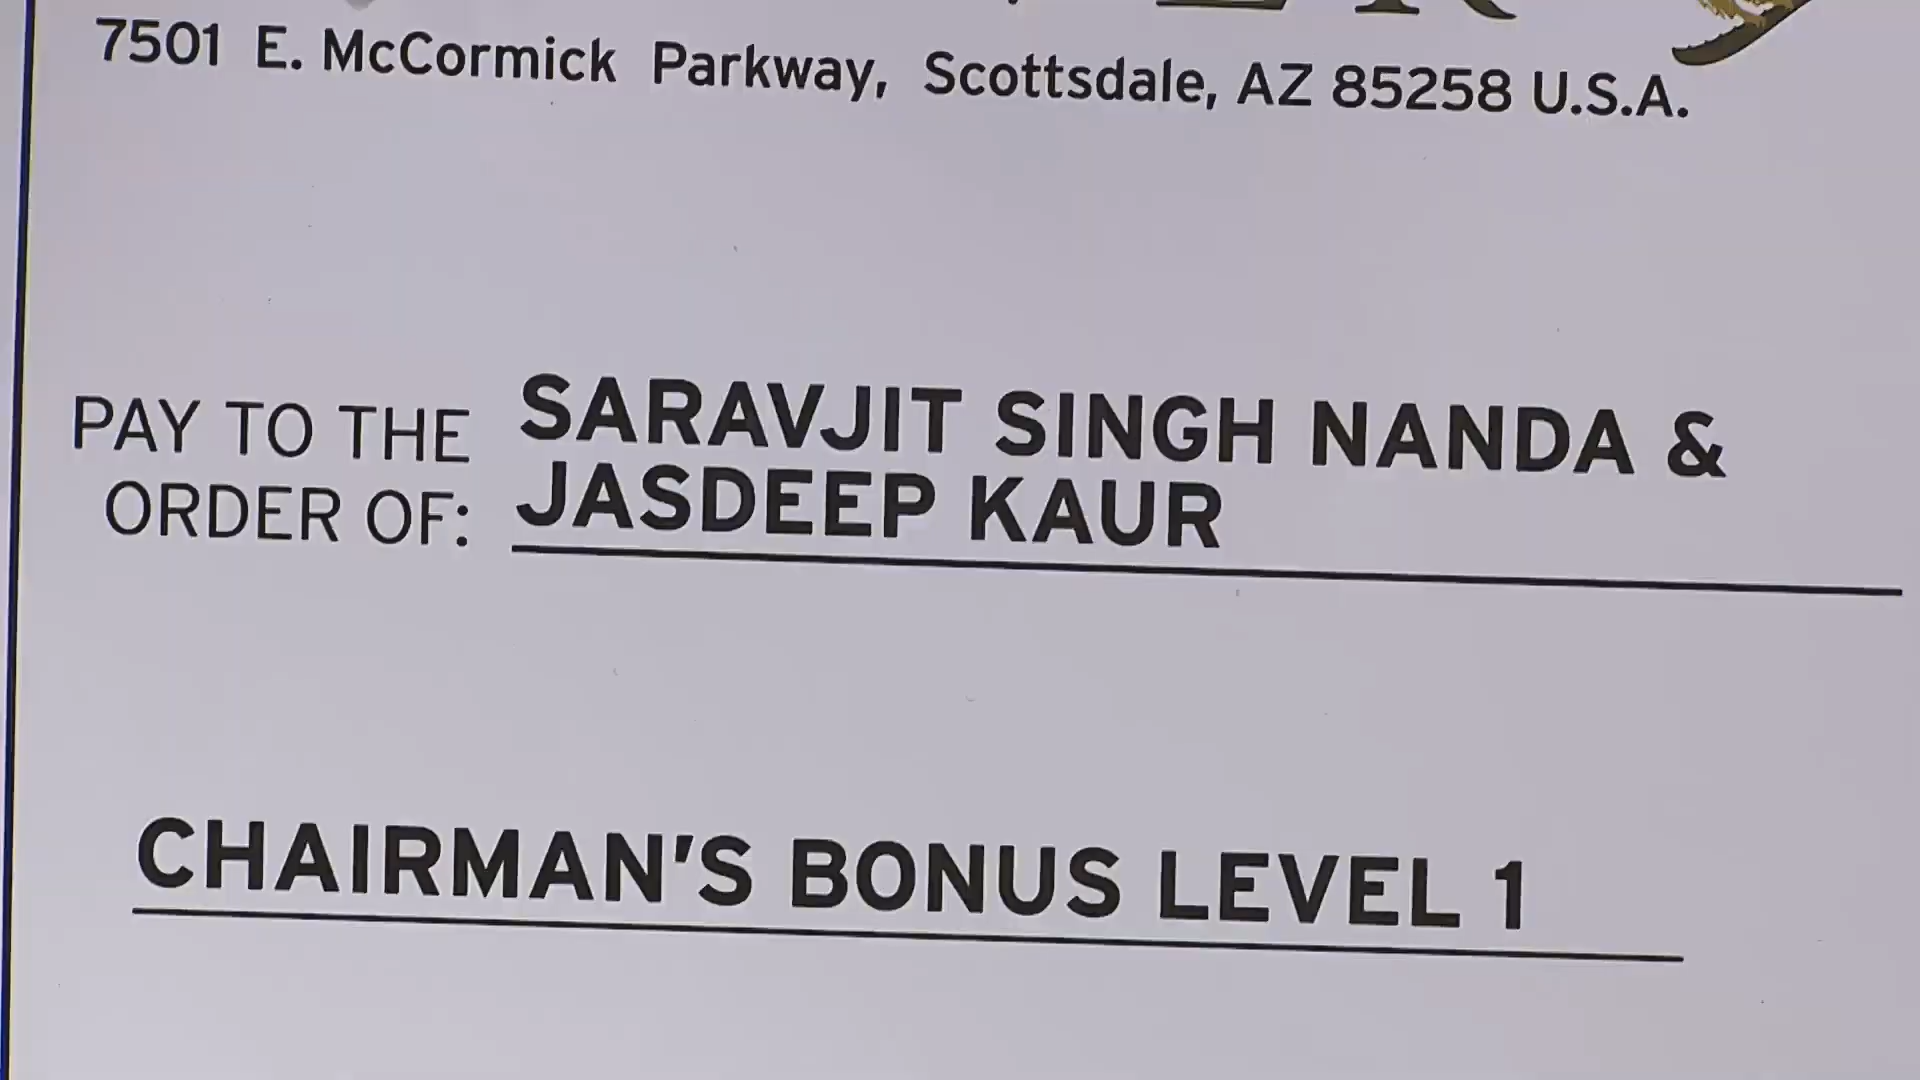 7501 E. McCormick Parkway, Scottsdale, AZ 85258 U.S.A.
PAY TO THE
ORDER OF:
SARAVJIT SINGH NANDA &
JASDEEP KAUR
CHAIRMAN'S BONUS LEVEL 1